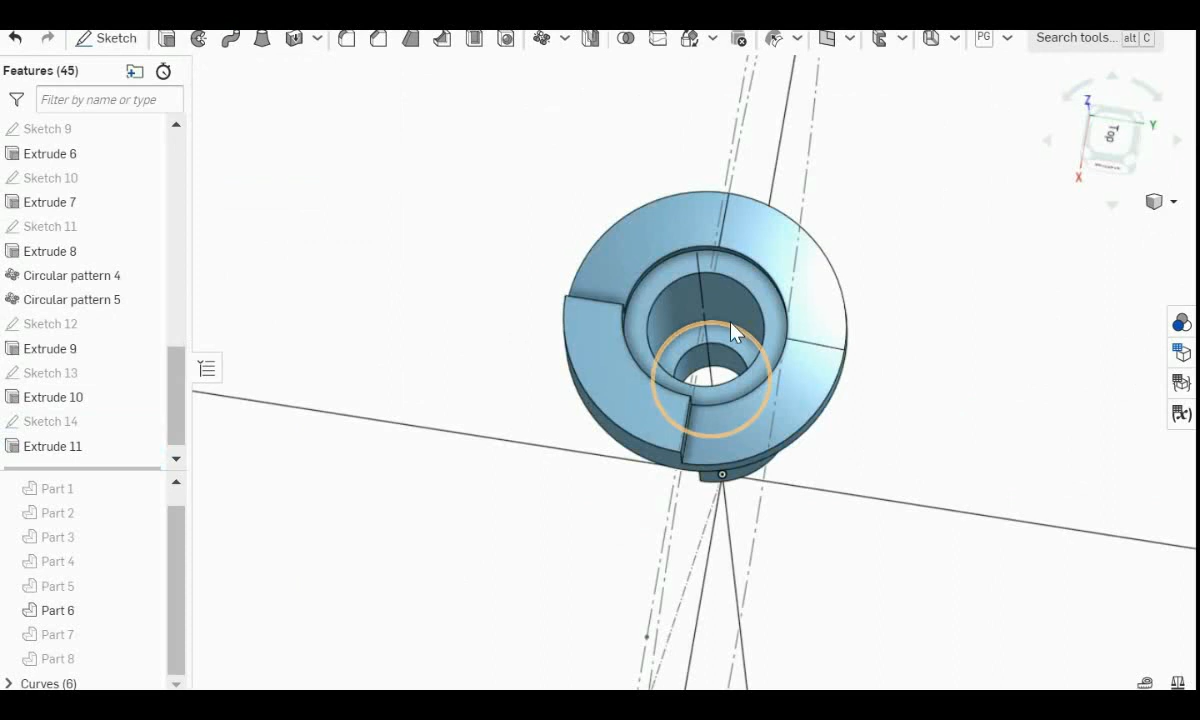 Sketch
PG
Search tools... alt C
Features (45)
Filter by name or type
Sketch 9
Extrude 6
Sketch 10
Extrude 7
Sketch 11
Extrude 8
Circular pattern 4
Circular pattern 5
Sketch 12
Extrude 9
Sketch 13
Extrude 10
Sketch 14
Extrude 11
Part 1
Part 2
Part 3
Part 4
Part 5
Part 6
Part 7
Part 8
Curves (6)
Z
Y
Top
X
(x)